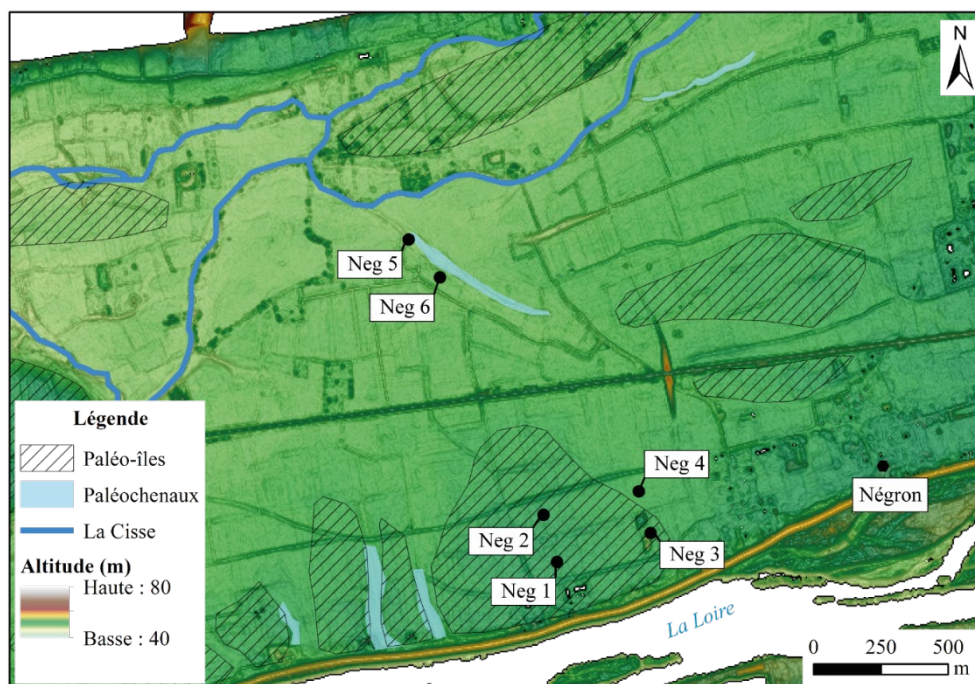 N
Neg 5
Neg 6
Neg 4
Négron
Neg 2
Neg 3
Neg 1
La Loire
Légende
Paléo-îles
Paléochenaux
La Cisse
Altitude (m)
Haute : 80
Basse : 40
0 250 500
m